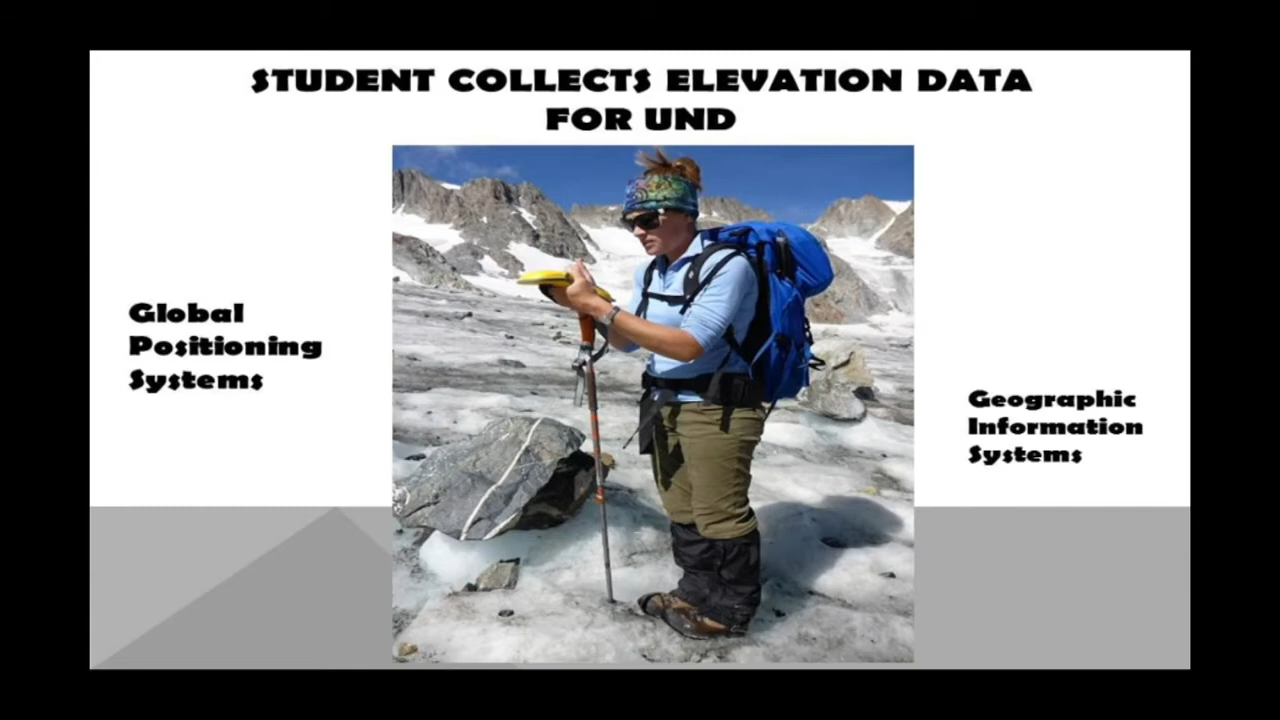 STUDENT COLLECTS ELEVATION DATA
FOR UND
Global
Positioning
Systems
Geographic
Information
Systems